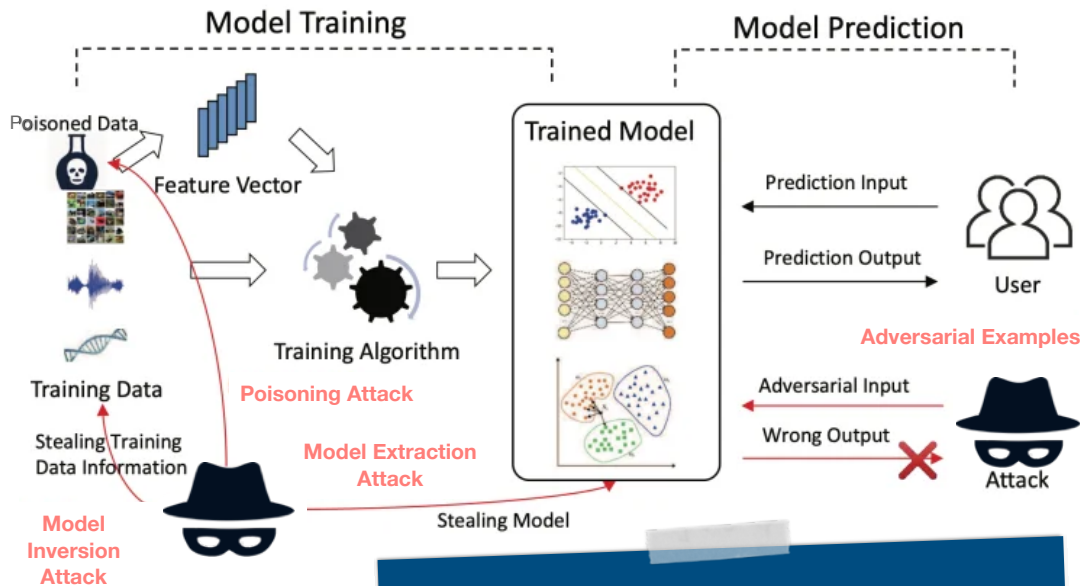 Model Training
Model Prediction
Poisoned Data
Feature Vector
Trained Model
Prediction Input
Prediction Output
User
Training Algorithm
Adversarial Examples
Training Data
Poisoning Attack
Adversarial Input
Wrong Output
Attack
Stealing Training
Data Information
Model Extraction
Attack
Stealing Model
Model
Inversion
Attack